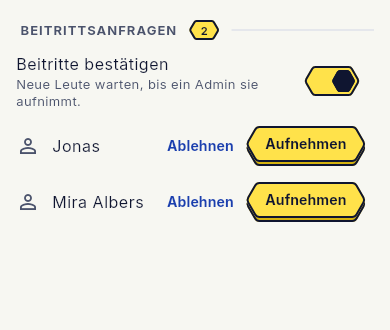 BEITRITTSANFRAGEN 2
Beitritte bestätigen
Neue Leute warten, bis ein Admin sie
aufnimmt.
Jonas Ablehnen Aufnehmen
Mira Albers Ablehnen Aufnehmen